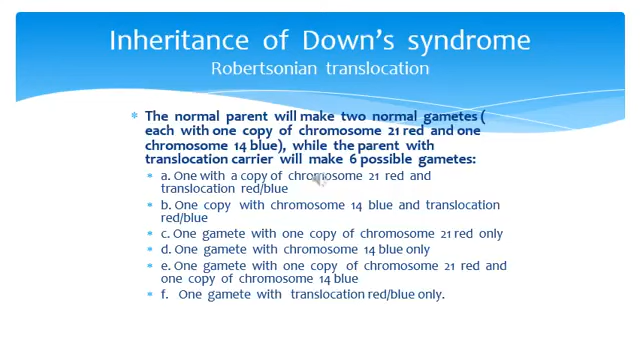 Inheritance of Down's syndrome
Robertsonian translocation
* The normal parent will make two normal gametes (
each with one copy of chromosome 21 red and one
chromosome 14 blue), while the parent with
translocation carrier will make 6 possible gametes:
* a. One with a copy of chromosome 21 red and
translocation red/blue
* b. One copy with chromosome 14 blue and translocation
red/blue
* c. One gamete with one copy of chromosome 21 red only
* d. One gamete with chromosome 14 blue only
* e. One gamete with one copy of chromosome 21 red and
one copy of chromosome 14 blue
* f. One gamete with translocation red/blue only.